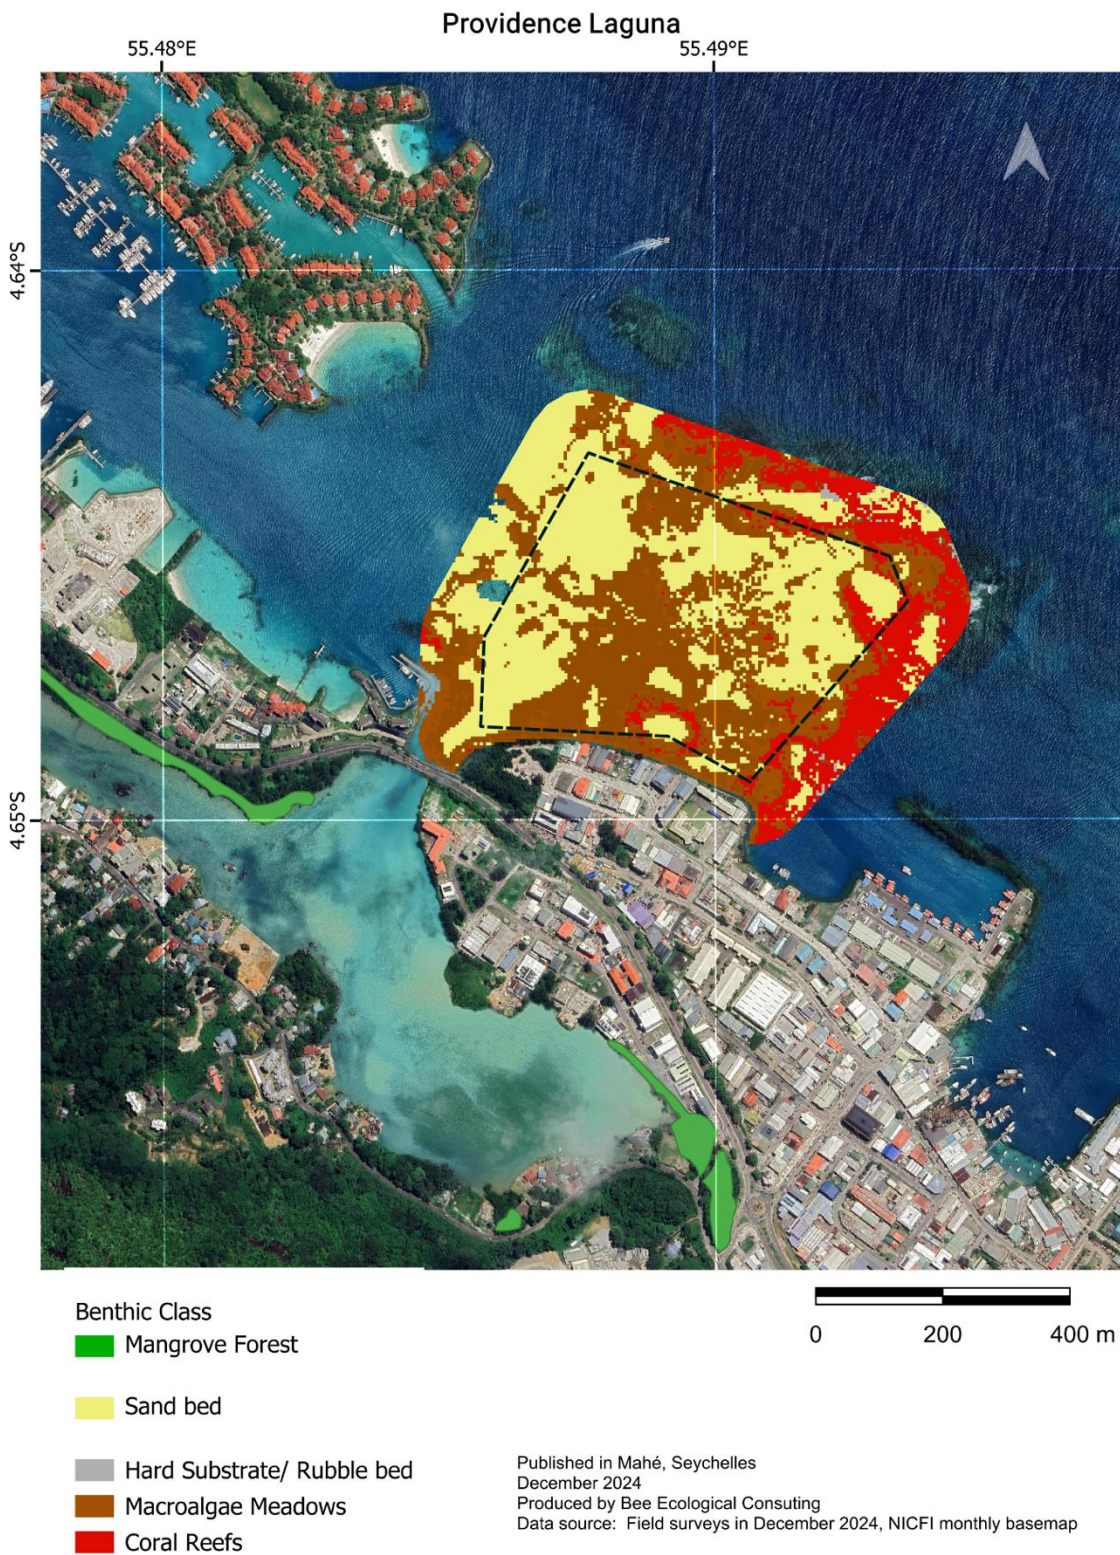 Providence Laguna
55.48°E
55.49°E
4.64°S
4.65°S
Benthic Class
Mangrove Forest
Sand bed
Hard Substrate/ Rubble bed
Macroalgae Meadows
Coral Reefs
0 200 400 m
Published in Mahé, Seychelles
December 2024
Produced by Bee Ecological Consuting
Data source: Field surveys in December 2024, NICFI monthly basemap